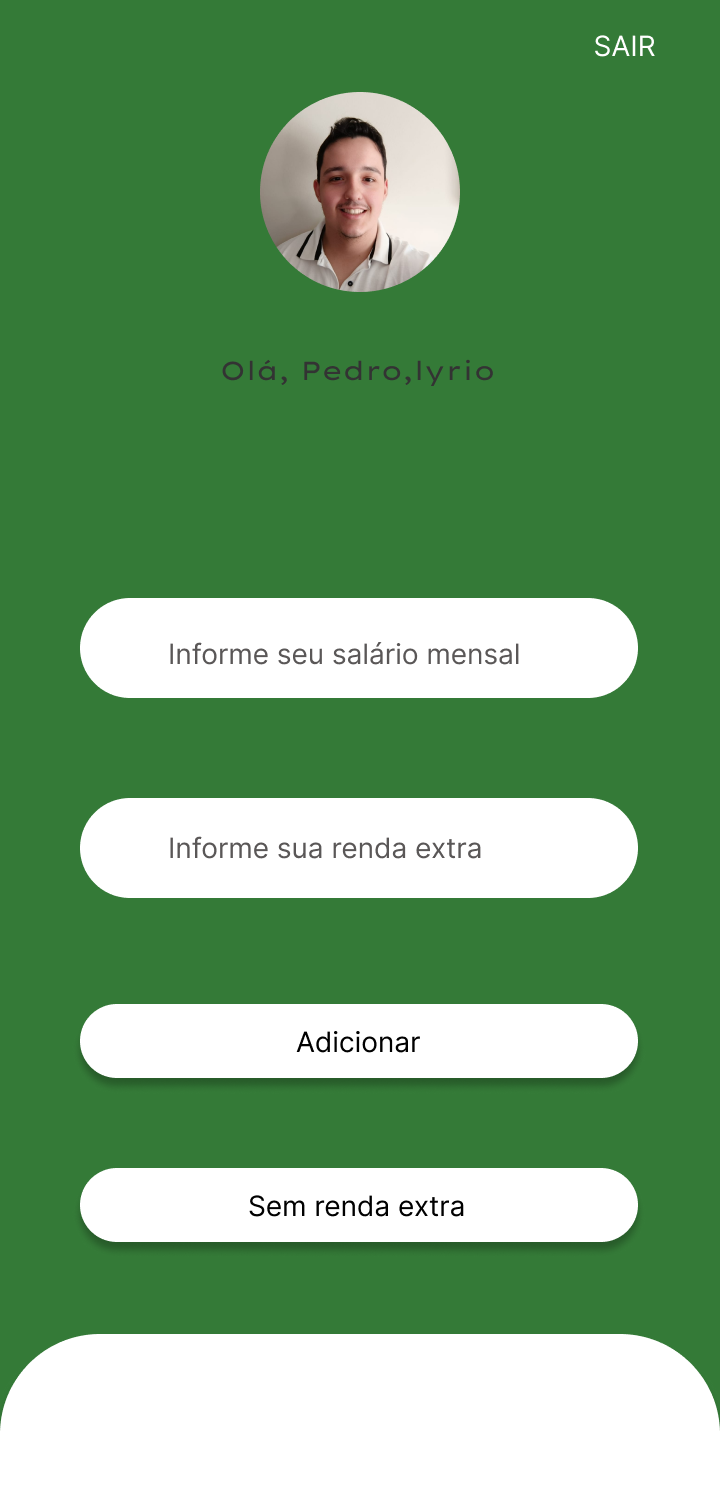 SAIR
Olá, Pedro,lyrio
Informe seu salário mensal
Informe sua renda extra
Adicionar
Sem renda extra